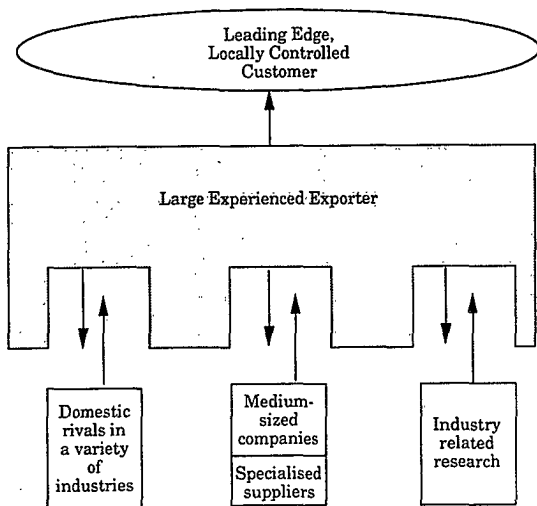 Leading Edge,
Locally Controlled
Customer
Large Experienced Exporter
Domestic
rivals in
a variety
of
industries
Medium-
sized
companies
Specialised
suppliers
Industry
related
research